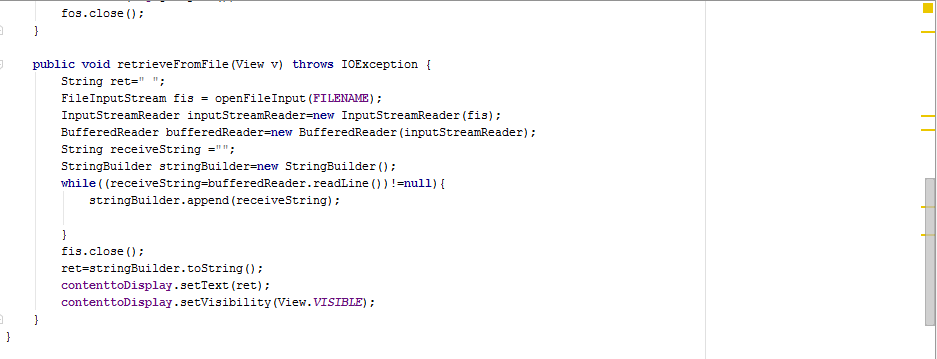 fos.close();
}
public void retrieveFromFile(View v) throws IOException {
String ret=" ";
FileInputStream fis = openFileInput(FILENAME);
InputStreamReader inputStreamReader=new InputStreamReader(fis);
BufferedReader bufferedReader=new BufferedReader(inputStreamReader);
String receiveString ="";
StringBuilder stringBuilder=new StringBuilder();
while((receiveString=bufferedReader.readLine())!=null){
stringBuilder.append(receiveString);
}
fis.close();
ret=stringBuilder.toString();
contenttoDisplay.setText(ret);
contenttoDisplay.setVisibility(View.VISIBLE);
}
}